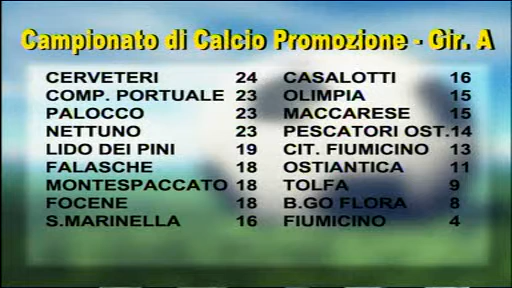 Campionato di Calcio Promozione - Gir. A
CERVETERI 24
COMP. PORTUALE 23
PALOCCO 23
NETTUNO 23
LIDO DEI PINI 19
FALASCHE 18
MONTESPACCATO 18
FOCENE 18
S.MARINELLA 16
CASALOTTI 16
OLIMPIA 15
MACCARESE 15
PESCATORI OST. 14
CIT. FIUMICINO 13
OSTIANTICA 11
TOLFA 9
B.GO FLORA 8
FIUMICINO 4